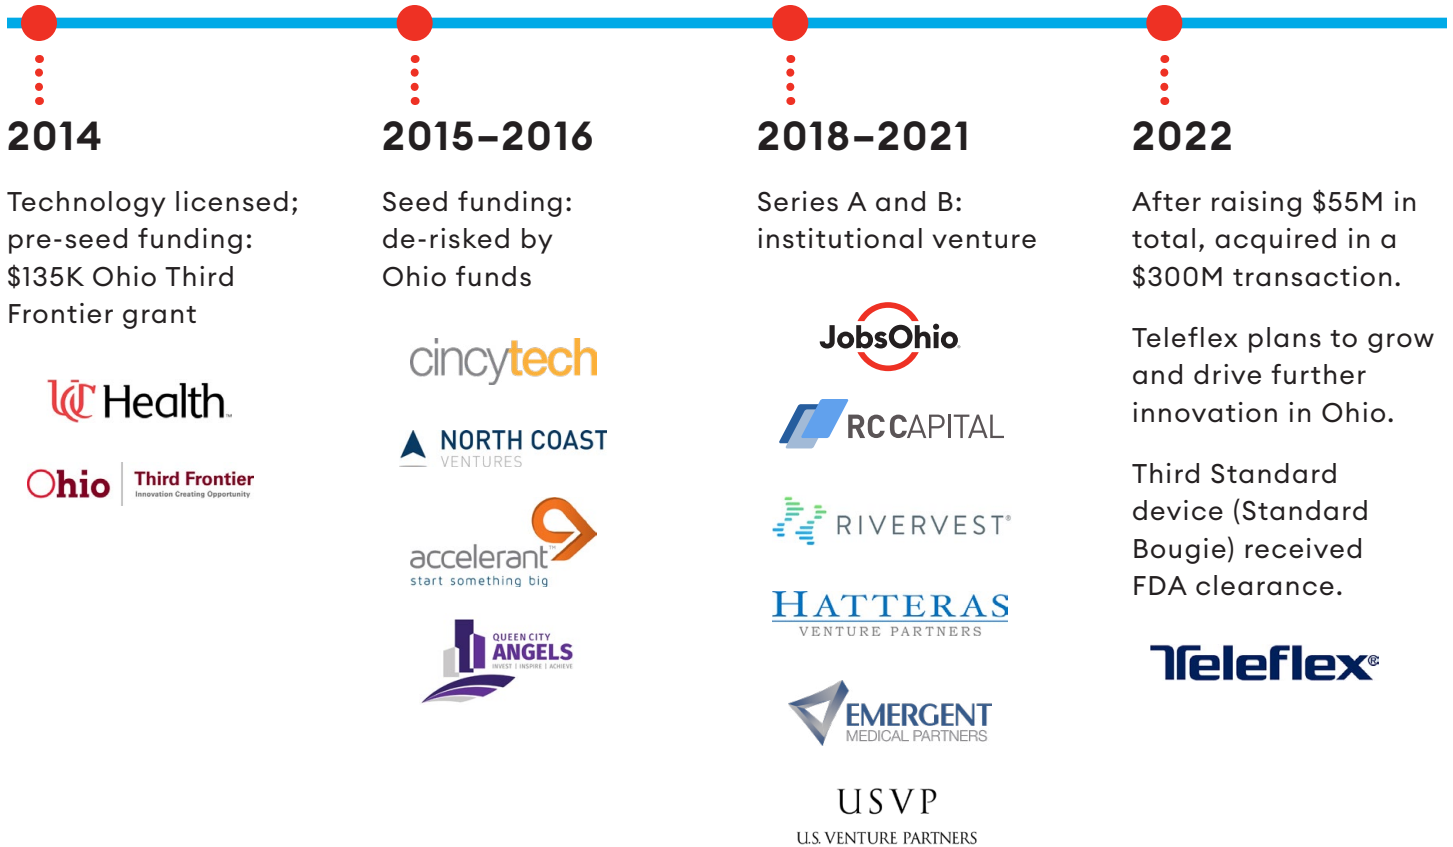 2014
Technology licensed;
pre-seed funding:
$135K Ohio Third
Frontier grant
UC Health™
Ohio
Third Frontier
Innovation Creating Opportunity
2015–2016
Seed funding:
de-risked by
Ohio funds
cincytech
NORTH COAST
VENTURES
accelerant™
start something big
QUEEN CITY
ANGELS
INVEST | INSPIRE | ACHIEVE
2018–2021
Series A and B:
institutional venture
JobsOhio
RCCAPITAL
RIVERVEST®
HATTERAS
VENTURE PARTNERS
EMERGENT
MEDICAL PARTNERS
USVP
U.S. VENTURE PARTNERS
2022
After raising $55M in
total, acquired in a
$300M transaction.
Teleflex plans to grow
and drive further
innovation in Ohio.
Third Standard
device (Standard
Bougie) received
FDA clearance.
Teleflex®